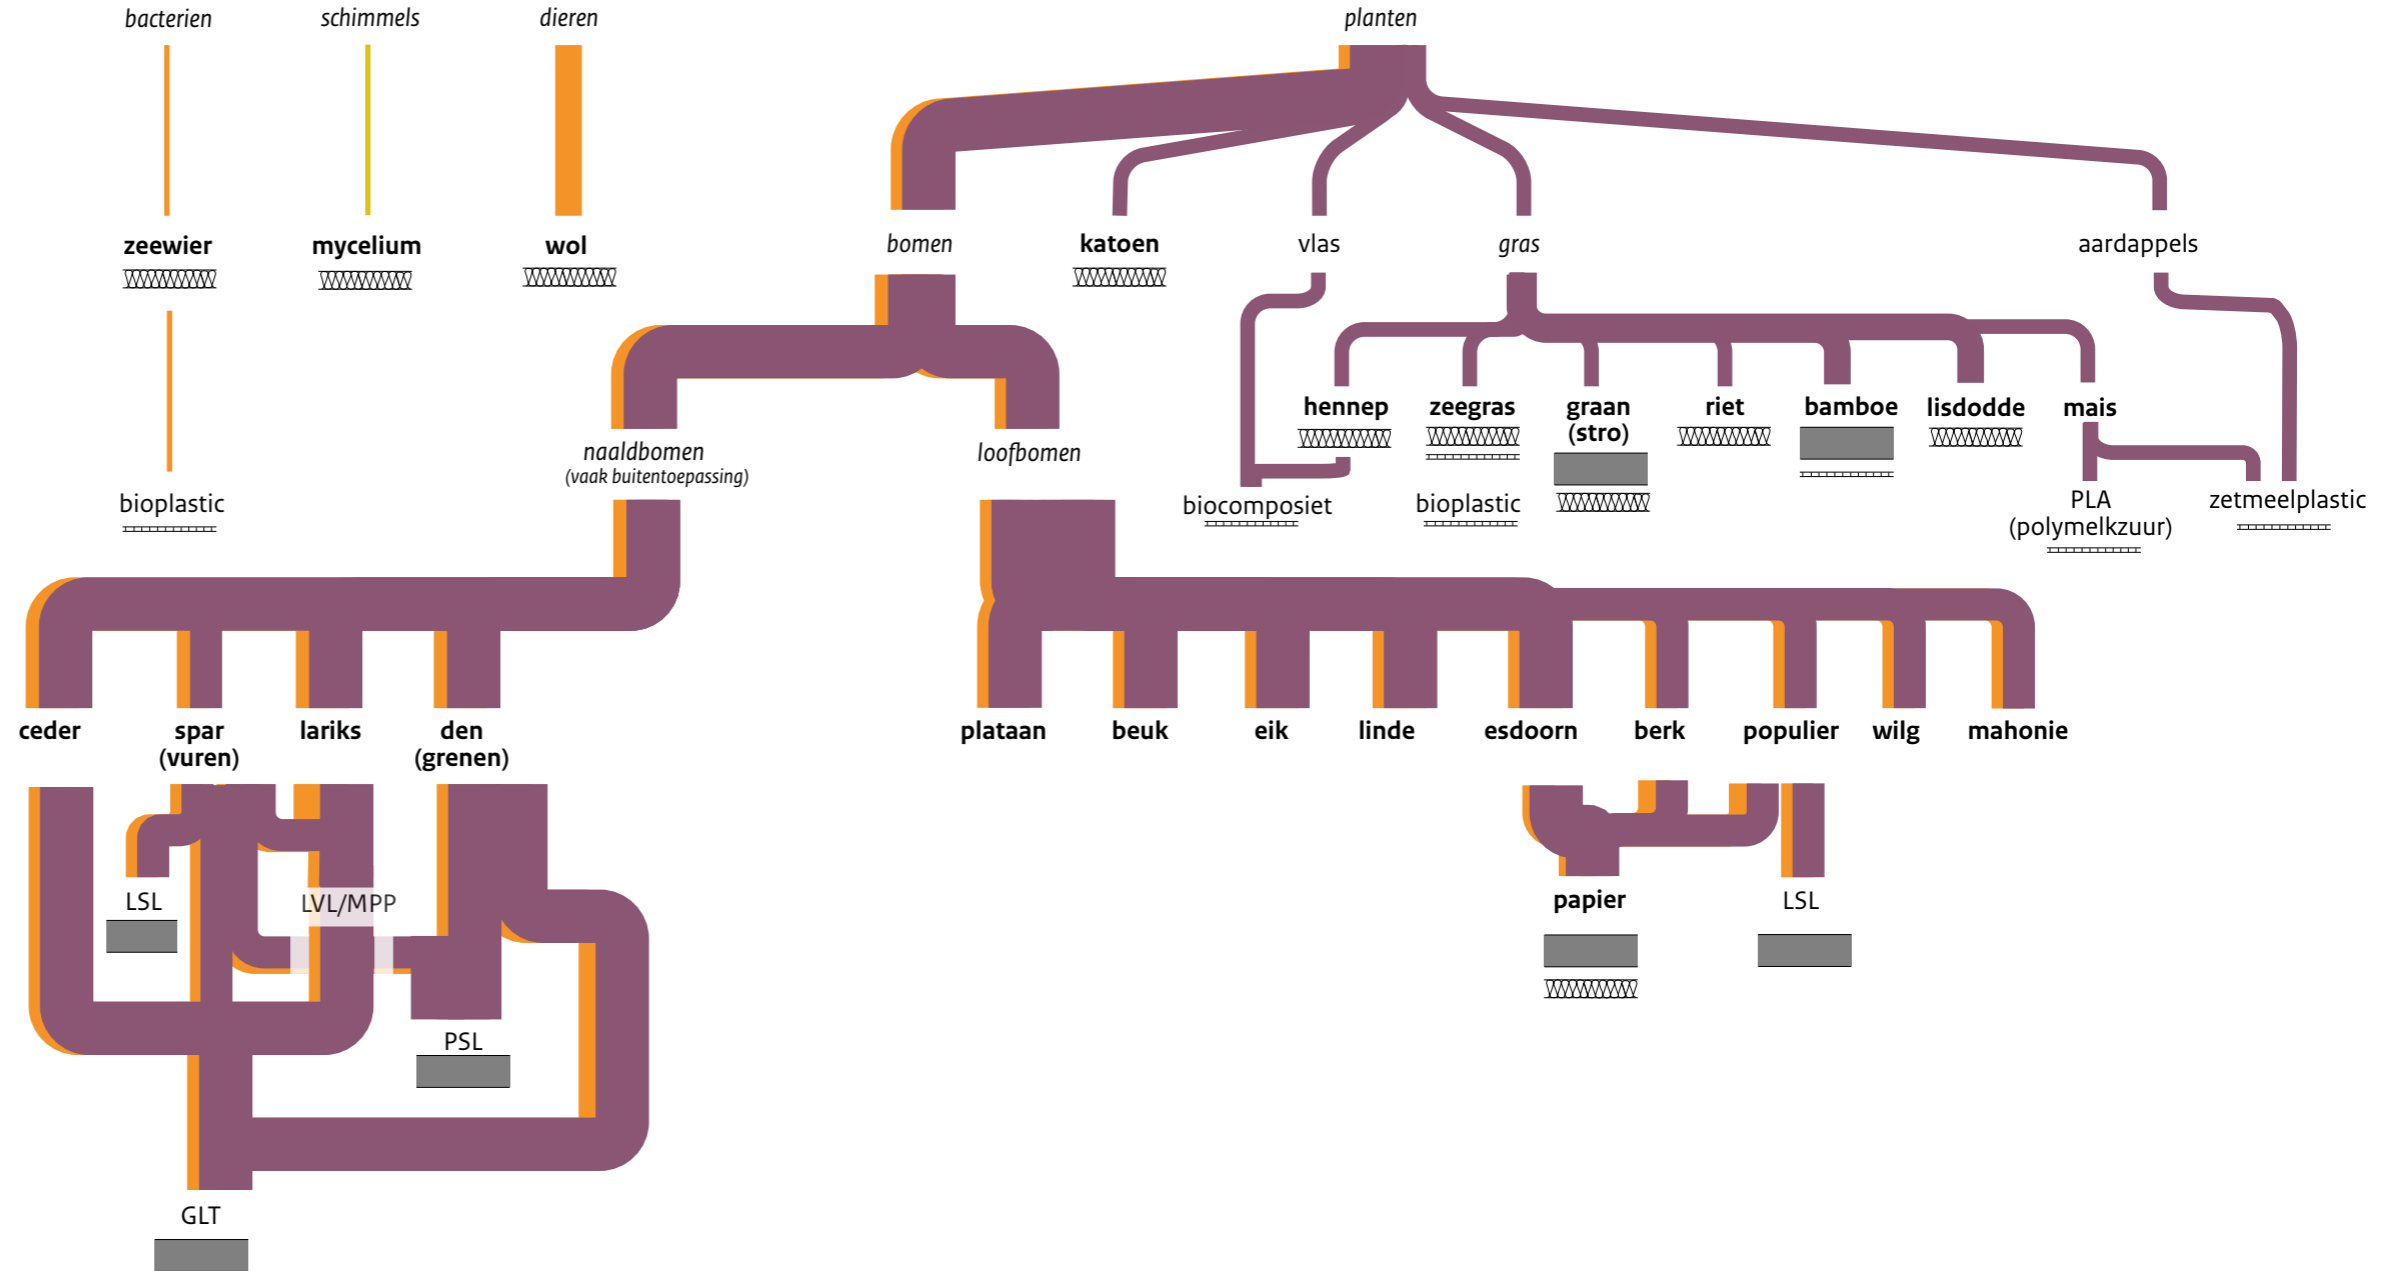 bacterien
schimmels
dieren
planten
zeewier
mycelium
wol
bomen
katoen
vlas
gras
aardappels
hennep
zeegras
graan
(stro)
riet
bamboe
lisdodde
mais
naaldbomen
(vaak buitentoepassing)
loofbomen
bioplastic
biocomposiet
bioplastic
PLA
(polymelkzuur)
zetmeelplastic
ceder
spar
(vuren)
lariks
den
(grenen)
plataan
beuk
eik
linde
esdoorn
berk
populier
wilg
mahonie
LSL
LVL/MPP
papier
LSL
PSL
GLT